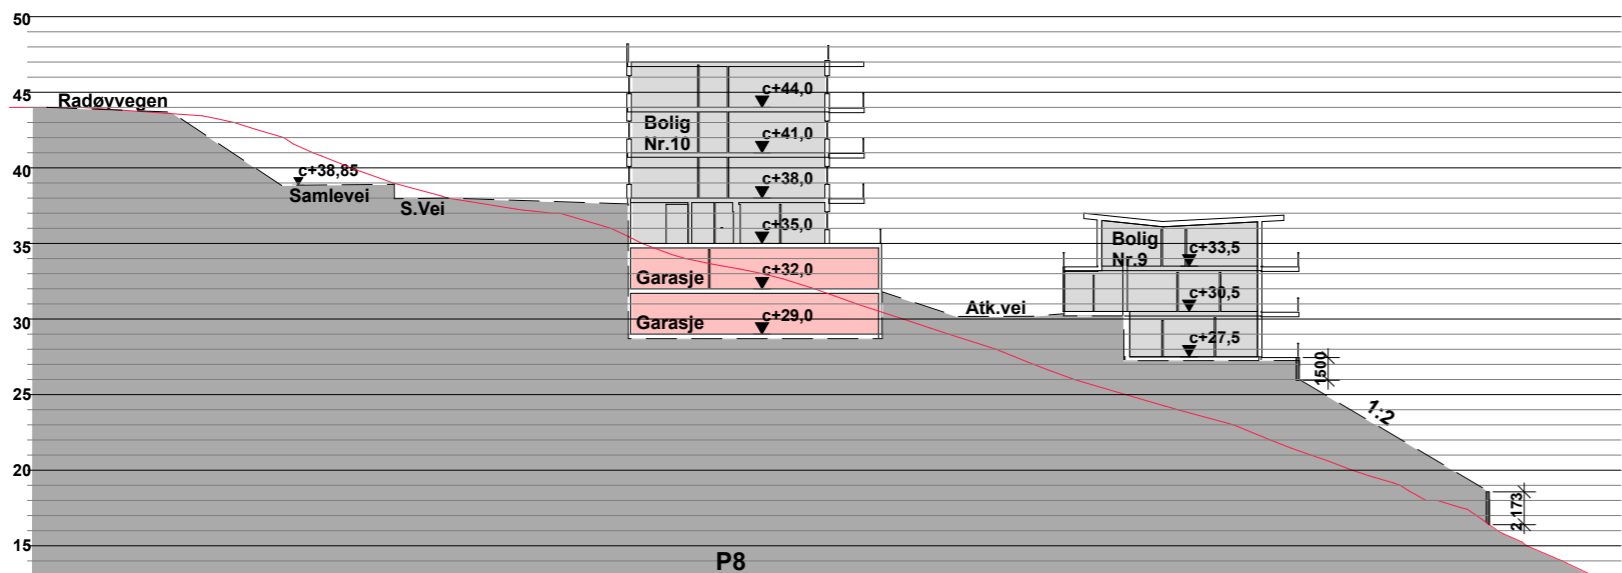 50
45
Radøyvegen
c+44,0
Bolig
Nr.10
c+41,0
40
c+38,85
c+38,0
Samlevei
S.Vei
c+35,0
35
Bolig
Nr.9
c+33,5
Garasje
c+32,0
c+30,5
Atk.vei
30
Garasje
c+29,0
c+27,5
1500
25
1:2
20
2 173
15
P8